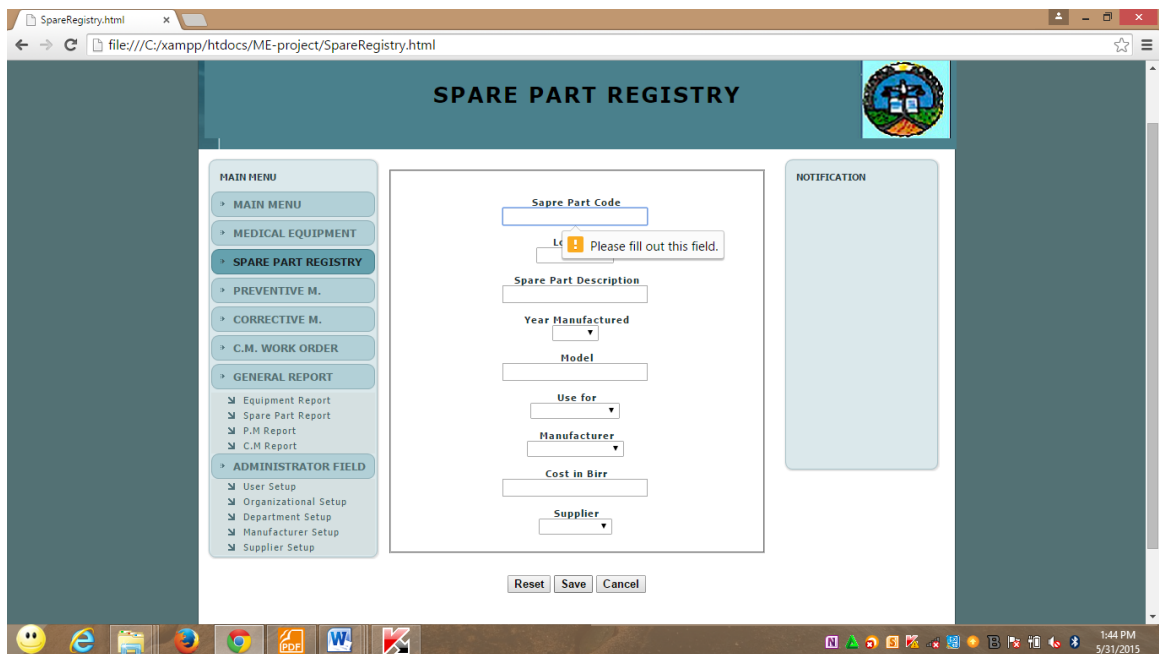 SpareRegistry.html
file:///C:/xampp/htdocs/ME-project/SpareRegistry.html
SPARE PART REGISTRY
MAIN MENU
MAIN MENU
MEDICAL EQUIPMENT
SPARE PART REGISTRY
PREVENTIVE M.
CORRECTIVE M.
C.M. WORK ORDER
GENERAL REPORT
Equipment Report
Spare Part Report
P.M Report
C.M Report
ADMINISTRATOR FIELD
User Setup
Organizational Setup
Department Setup
Manufacturer Setup
Supplier Setup
Sapre Part Code
Please fill out this field.
Spare Part Description
Year Manufactured
Model
Use for
Manufacturer
Cost in Birr
Supplier
Reset Save Cancel
NOTIFICATION
PDF
1:44 PM
5/31/2015